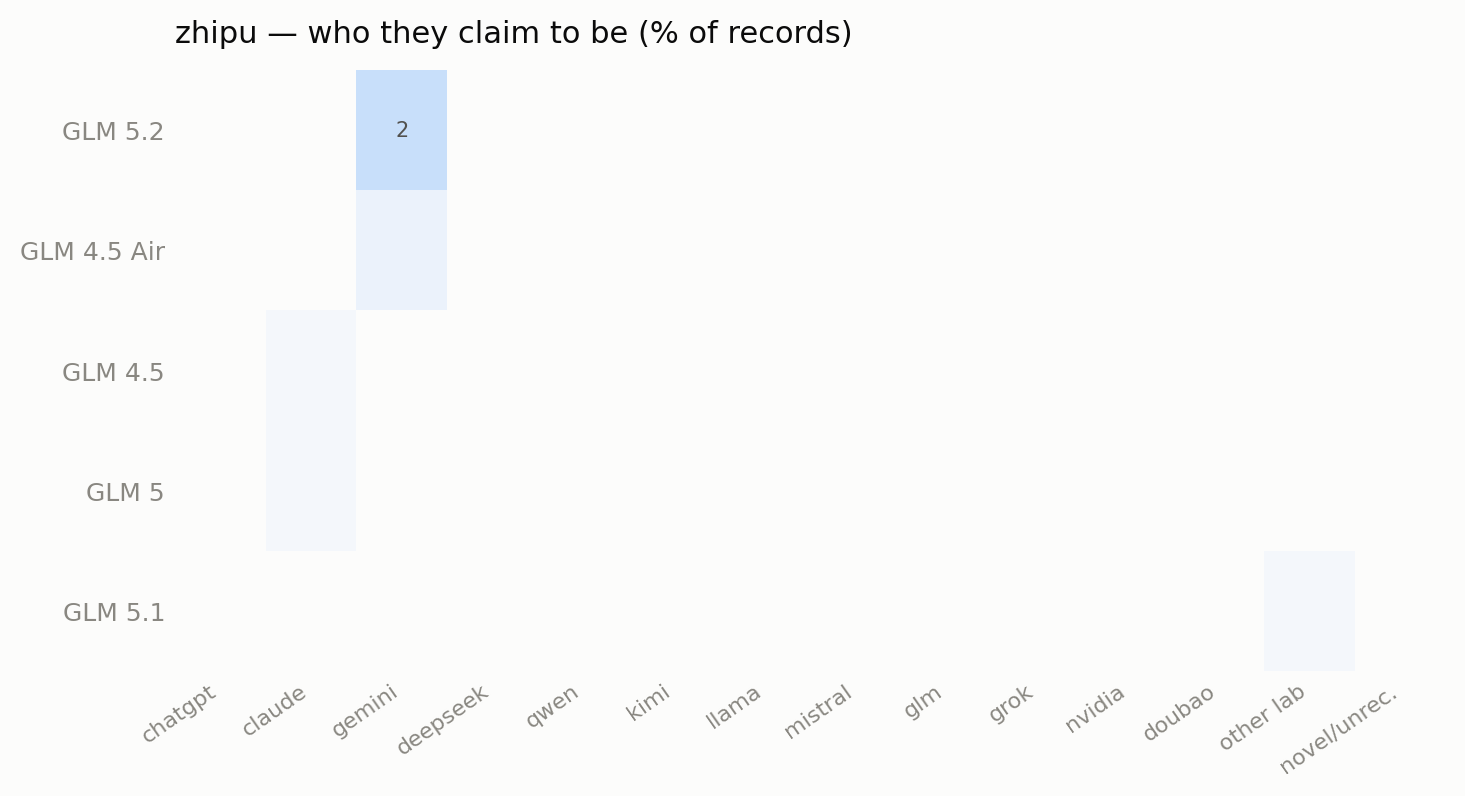 zhipu — who they claim to be (% of records)
GLM 5.2
2
GLM 4.5 Air
GLM 4.5
GLM 5
GLM 5.1
chatgpt
claude
gemini
deepseek
qwen
kimi
llama
mistral
glm
grok
nvidia
doubao
other lab
novel/unrec.